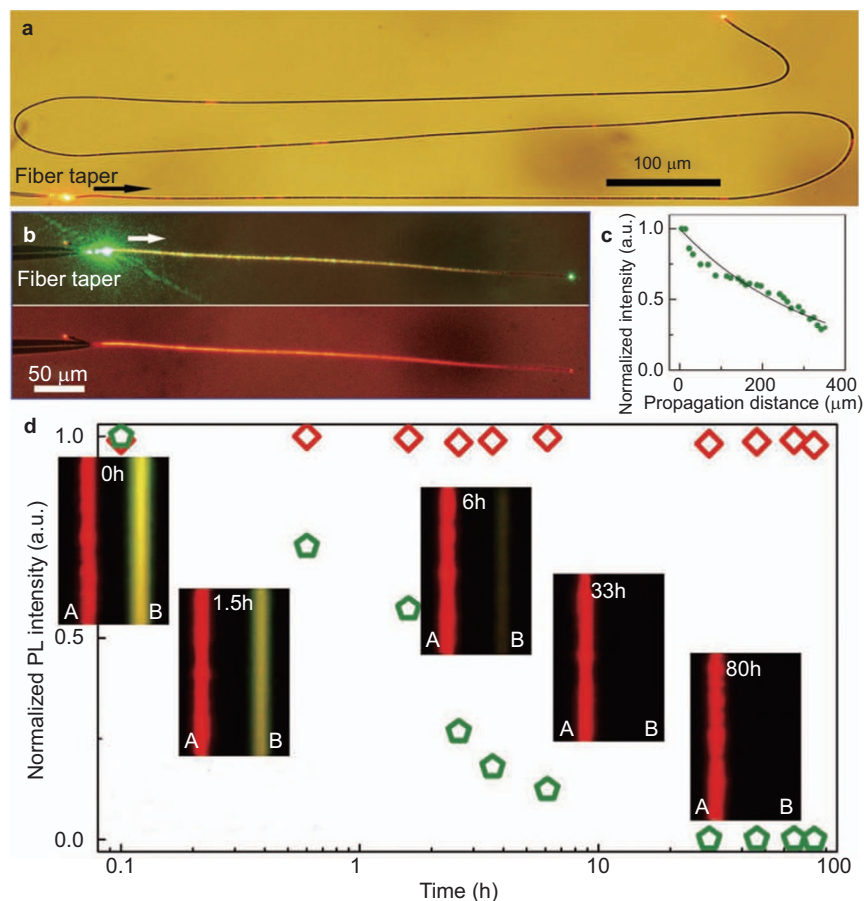 a
Fiber taper
100 μm
b
Fiber taper
50 μm
c
Normalized intensity (a.u.)
1.0
0.5
0.0
0
200
400
Propagation distance (μm)
d
Normalized PL intensity (a.u.)
1.0
0.5
0.0
0h
A
B
1.5h
A
B
6h
A
B
33h
A
B
80h
A
B
0.1
1
10
100
Time (h)